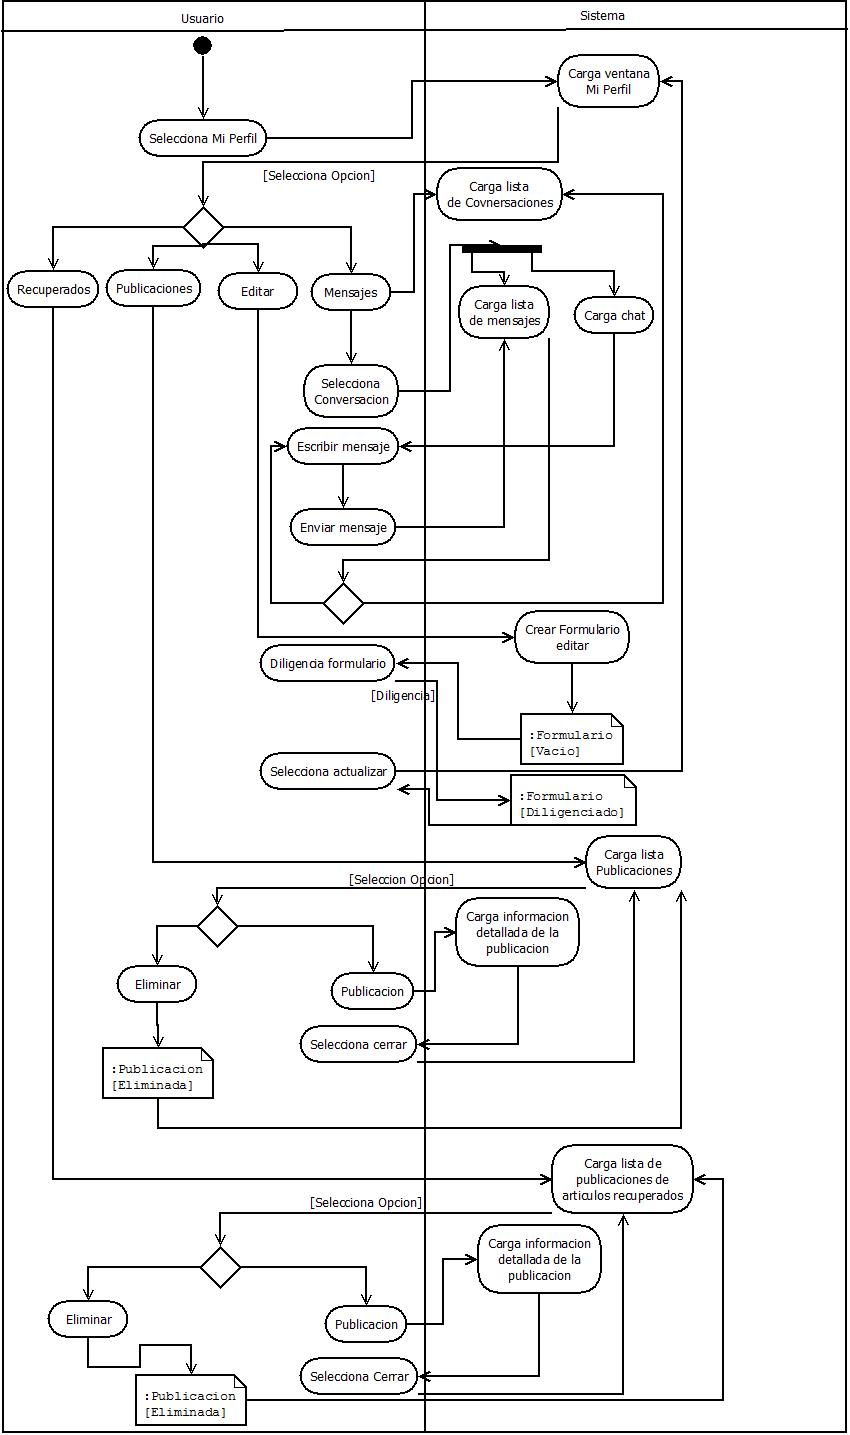 Usuario
Sistema
Carga ventana
Mi Perfil
Selecciona Mi Perfil
[Selecciona Opcion]
Carga lista
de Covnersaciones
Recuperados
Publicaciones
Editar
Mensajes
Carga lista
de mensajes
Carga chat
Selecciona
Conversacion
Escribir mensaje
Enviar mensaje
Crear Formulario
editar
Diligencia formulario
[Diligencia]
:Formulario
[Vacio]
Selecciona actualizar
:Formulario
[Diligenciado]
Carga lista
Publicaciones
[Seleccion Opcion]
Carga informacion
detallada de la
publicacion
Eliminar
Publicacion
Selecciona cerrar
:Publicacion
[Eliminada]
Carga lista de
publicaciones de
articulos recuperados
[Selecciona Opcion]
Carga informacion
detallada de la
publicacion
Eliminar
Publicacion
Selecciona Cerrar
:Publicacion
[Eliminada]